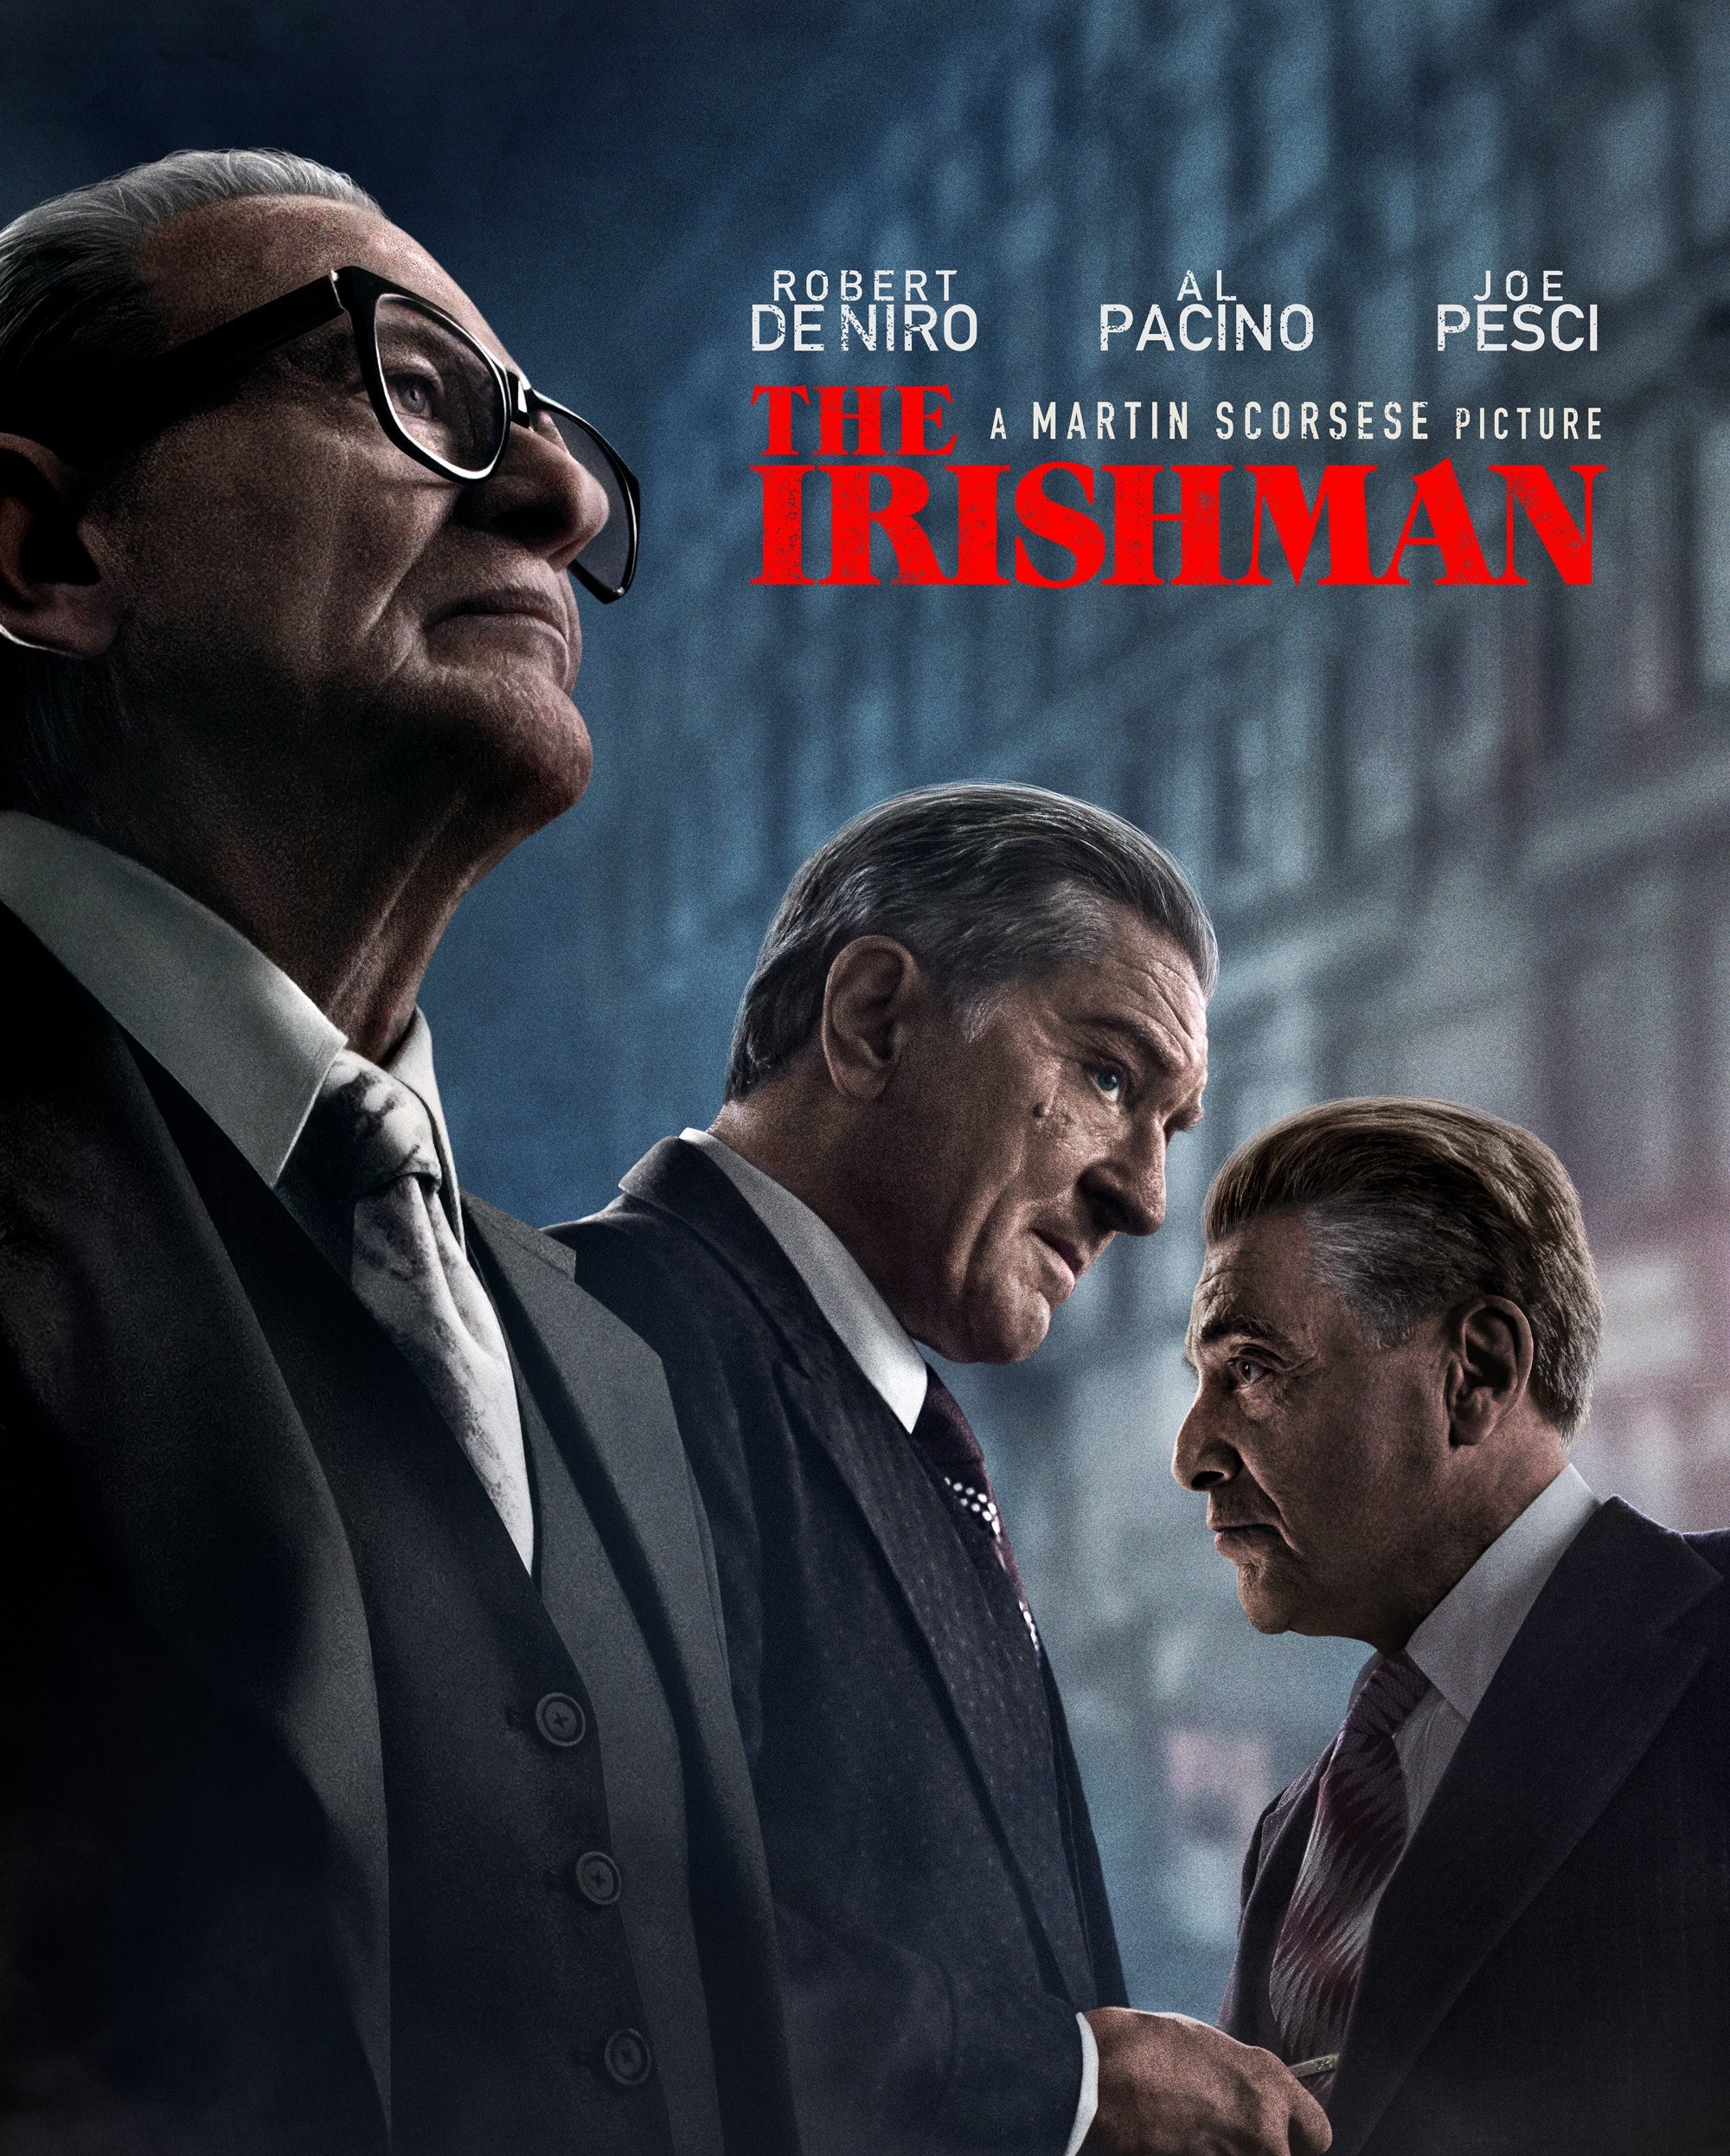 ROBERT AL JOE
DE NIRO PACINO PESCI
THE A MARTIN SCORSESE PICTURE
IRISHMAN